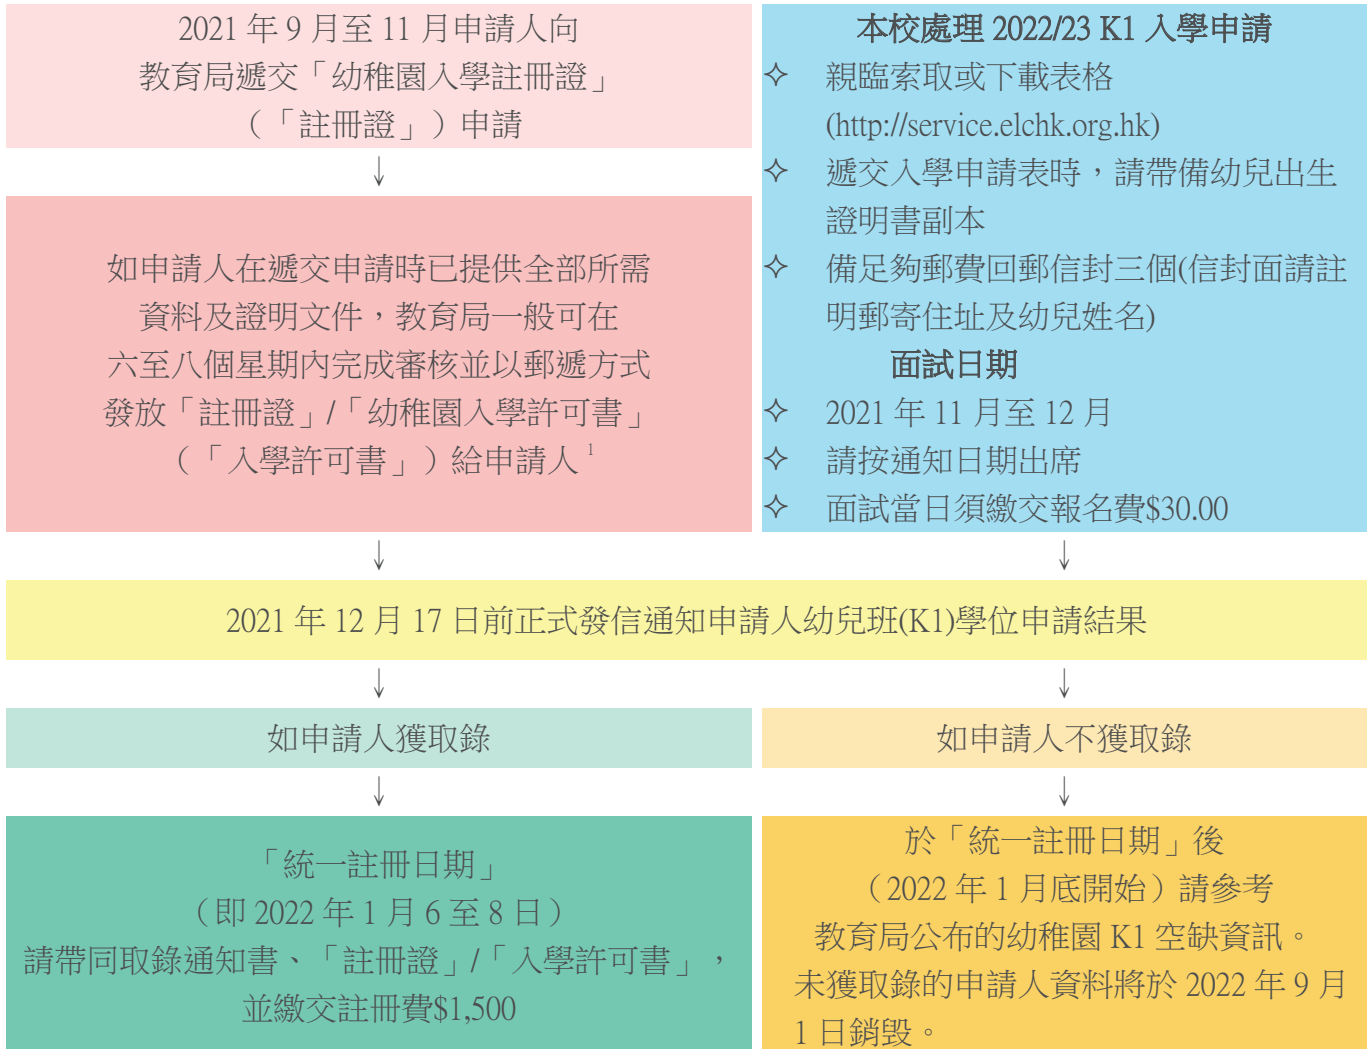 2021 年 9 月至 11 月申請人向
教育局遞交「幼稚園入學註冊證」
（「註冊證」）申請
↓
如申請人在遞交申請時已提供全部所需
資料及證明文件，教育局一般可在
六至八個星期內完成審核並以郵遞方式
發放「註冊證」/「幼稚園入學許可書」
（「入學許可書」）給申請人 1
本校處理 2022/23 K1 入學申請
✧ 親臨索取或下載表格
(http://service.elchk.org.hk)
✧ 遞交入學申請表時，請帶備幼兒出生
證明書副本
✧ 備足夠郵費回郵信封三個(信封面請註
明郵寄住址及幼兒姓名)
面試日期
✧ 2021 年 11 月至 12 月
✧ 請按通知日期出席
✧ 面試當日須繳交報名費$30.00
↓ ↓
2021 年 12 月 17 日前正式發信通知申請人幼兒班(K1)學位申請結果
↓ ↓
如申請人獲取錄
如申請人不獲取錄
↓ ↓
「統一註冊日期」
（即 2022 年 1 月 6 至 8 日）
請帶同取錄通知書、「註冊證」/「入學許可書」，
並繳交註冊費$1,500
於「統一註冊日期」後
（2022 年 1 月底開始）請參考
教育局公布的幼稚園 K1 空缺資訊。
未獲取錄的申請人資料將於 2022 年 9 月
1 日銷毀。